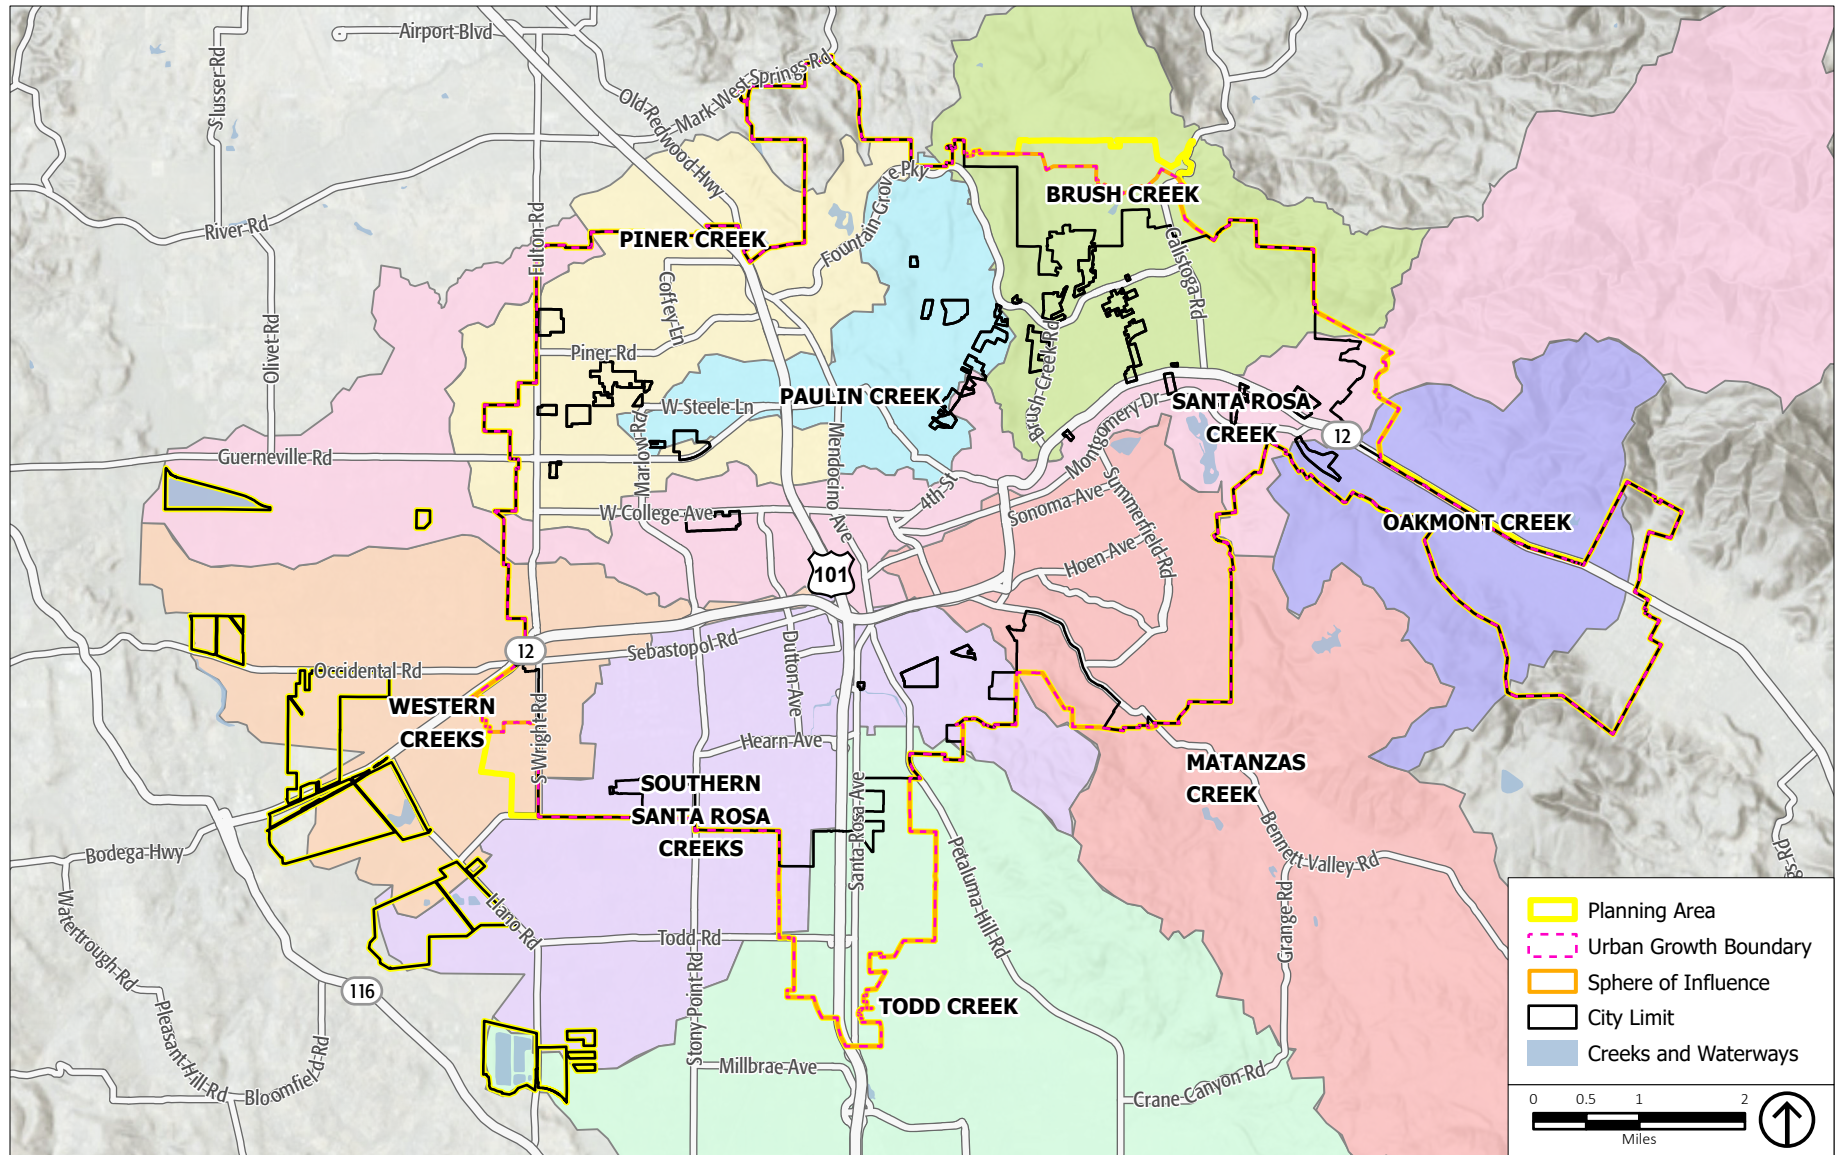 Airport Blvd
Slusser Rd
Old Redwood Hwy
Mark West Springs Rd
River Rd
Fulton Rd
PINER CREEK
Fountain Grove Pky
BRUSH CREEK
Calistoga Rd
Coffey Ln
Olivet Rd
Piner Rd
Brush Creek Rd
PAULIN CREEK
W Steele Ln
Marlow Rd
Mendocino Ave
Montgomery Dr
SANTA ROSA
CREEK
12
Guerneville Rd
4th St
Sonoma Ave
Summerfield Rd
W College Ave
OAKMONT CREEK
Hoen Ave
101
Sebastopol Rd
Dutton Ave
12
Occidental Rd
WESTERN
CREEKS
S Wright Rd
Hearn Ave
SOUTHERN
SANTA ROSA
CREEKS
Santa Rosa Ave
MATANZAS
CREEK
Bennett Valley Rd
Bodega Hwy
Petaluma Hill Rd
Grange Rd
Watertrough Rd
Llano Rd
Todd Rd
Stony Point Rd
116
TODD CREEK
Pleasant Hill Rd
Bloomfield Rd
Millbrae Ave
Crane Canyon Rd
Planning Area
Urban Growth Boundary
Sphere of Influence
City Limit
Creeks and Waterways
0 0.5 1 2
Miles